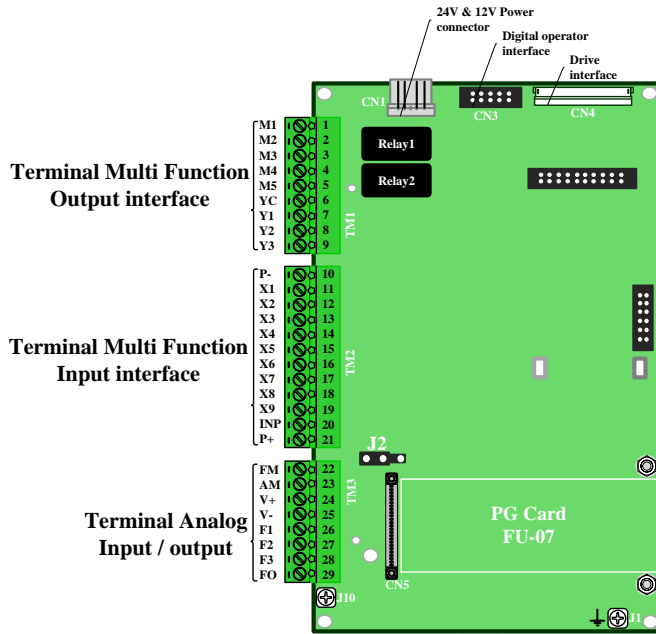 24V & 12V Power
connector
Digital operator
interface
Drive
interface
CN1
CN3
CN4
Relay1
Relay2
Terminal Multi Function
Output interface
M1 1
M2 2
M3 3
M4 4
M5 5
YC 6
Y1 7
Y2 8
Y3 9
TM1
Terminal Multi Function
Input interface
P- 10
X1 11
X2 12
X3 13
X4 14
X5 15
X6 16
X7 17
X8 18
X9 19
INP 20
P+ 21
TM2
J2
Terminal Analog
Input / output
FM 22
AM 23
V+ 24
V- 25
F1 26
F2 27
F3 28
FO 29
TM3
PG Card
FU-07
CN5
J10
J1